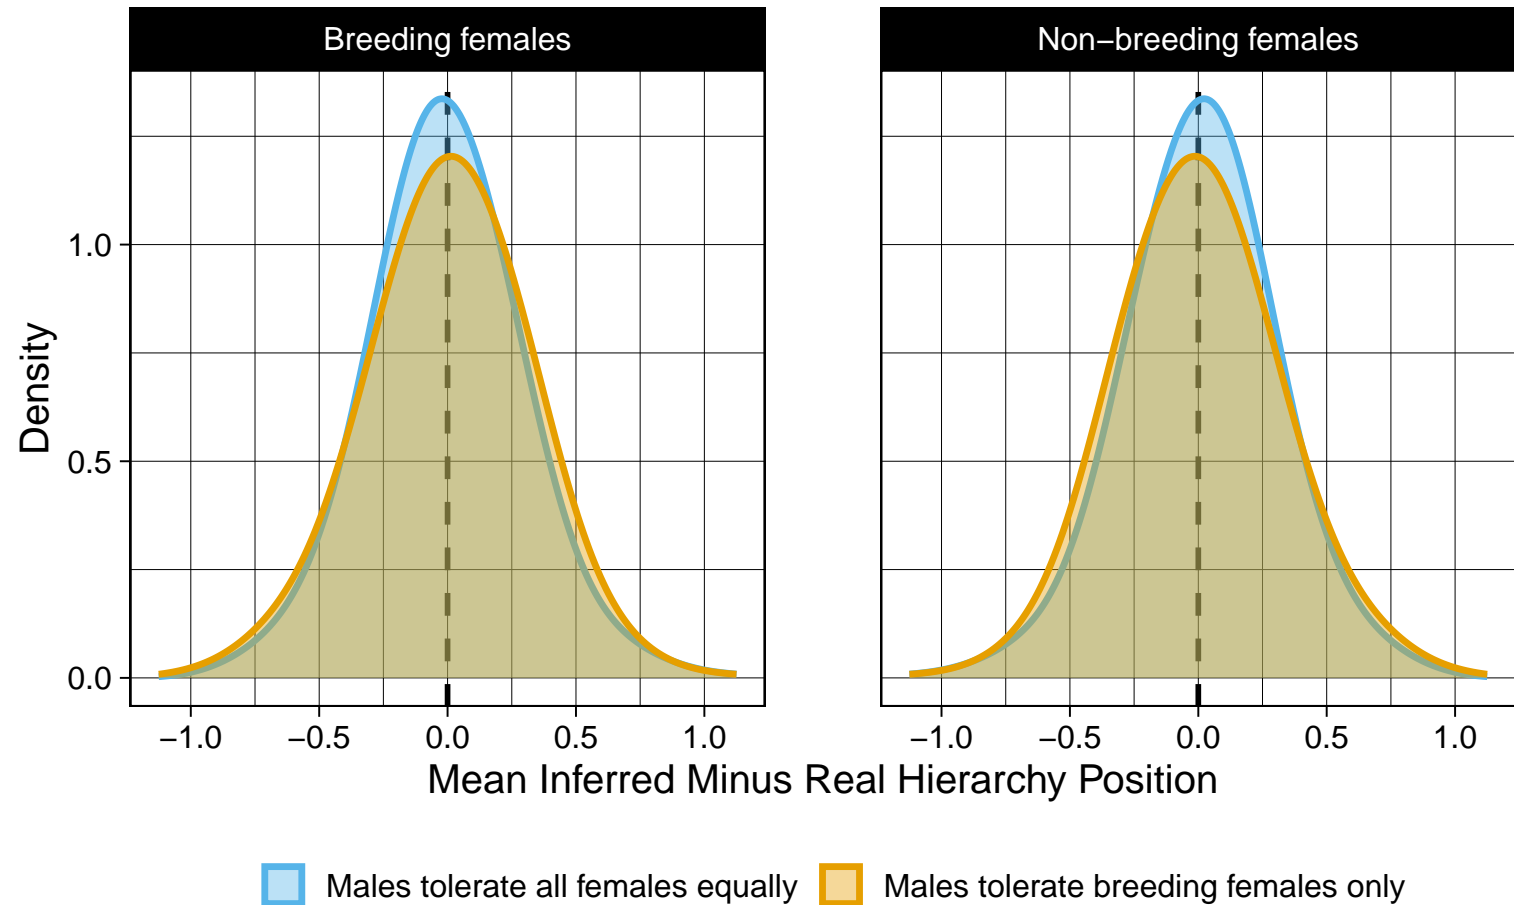 Breeding females
Non−breeding females
Density
1.0
0.5
0.0
−1.0 −0.5 0.0 0.5 1.0
−1.0 −0.5 0.0 0.5 1.0
Mean Inferred Minus Real Hierarchy Position
Males tolerate all females equally
Males tolerate breeding females only